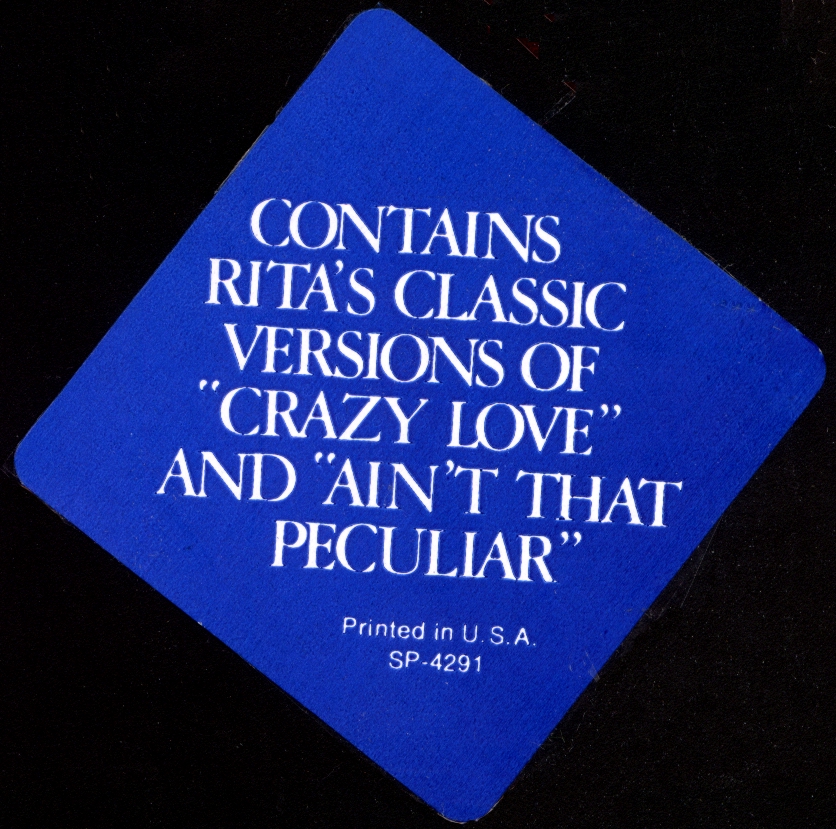 CONTAINS
RITA'S CLASSIC
VERSIONS OF
“CRAZY LOVE”
AND “AIN'T THAT
PECULIAR”
Printed in U.S.A.
SP-4291